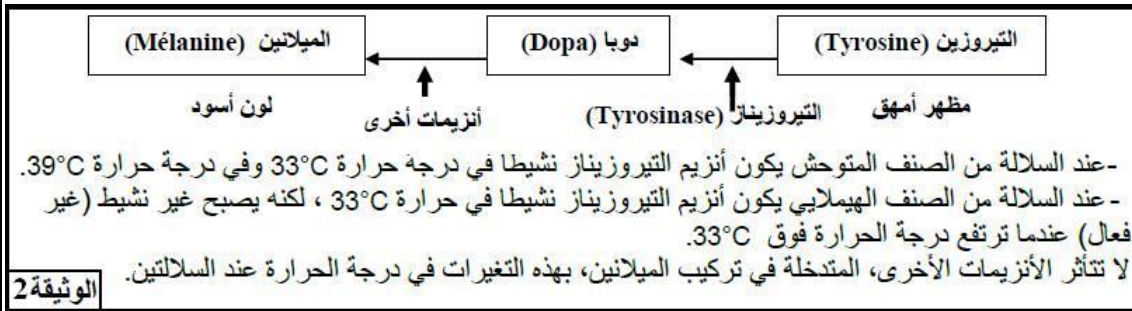 التيروزين (Tyrosine)
دوبا (Dopa)
الميلانين (Mélanine)
مظهر أمهق
التيروزيناز (Tyrosinase)
أنزيمات أخرى
لون أسود
-عند السلالة من الصنف المتوحش يكون أنزيم التيروزيناز نشيطا في درجة حرارة 33°C وفي درجة حرارة 39°C.
-عند السلالة من الصنف الهيملايي يكون أنزيم التيروزيناز نشيطا في حرارة 33°C ، لكنه يصبح غير نشيط (غير
فعال) عندما ترتفع درجة الحرارة فوق 33°C.
لا تتأثر الأنزيمات الأخرى، المتدخلة في تركيب الميلانين، بهذه التغيرات في درجة الحرارة عند السلالتين.
الوثيقة2